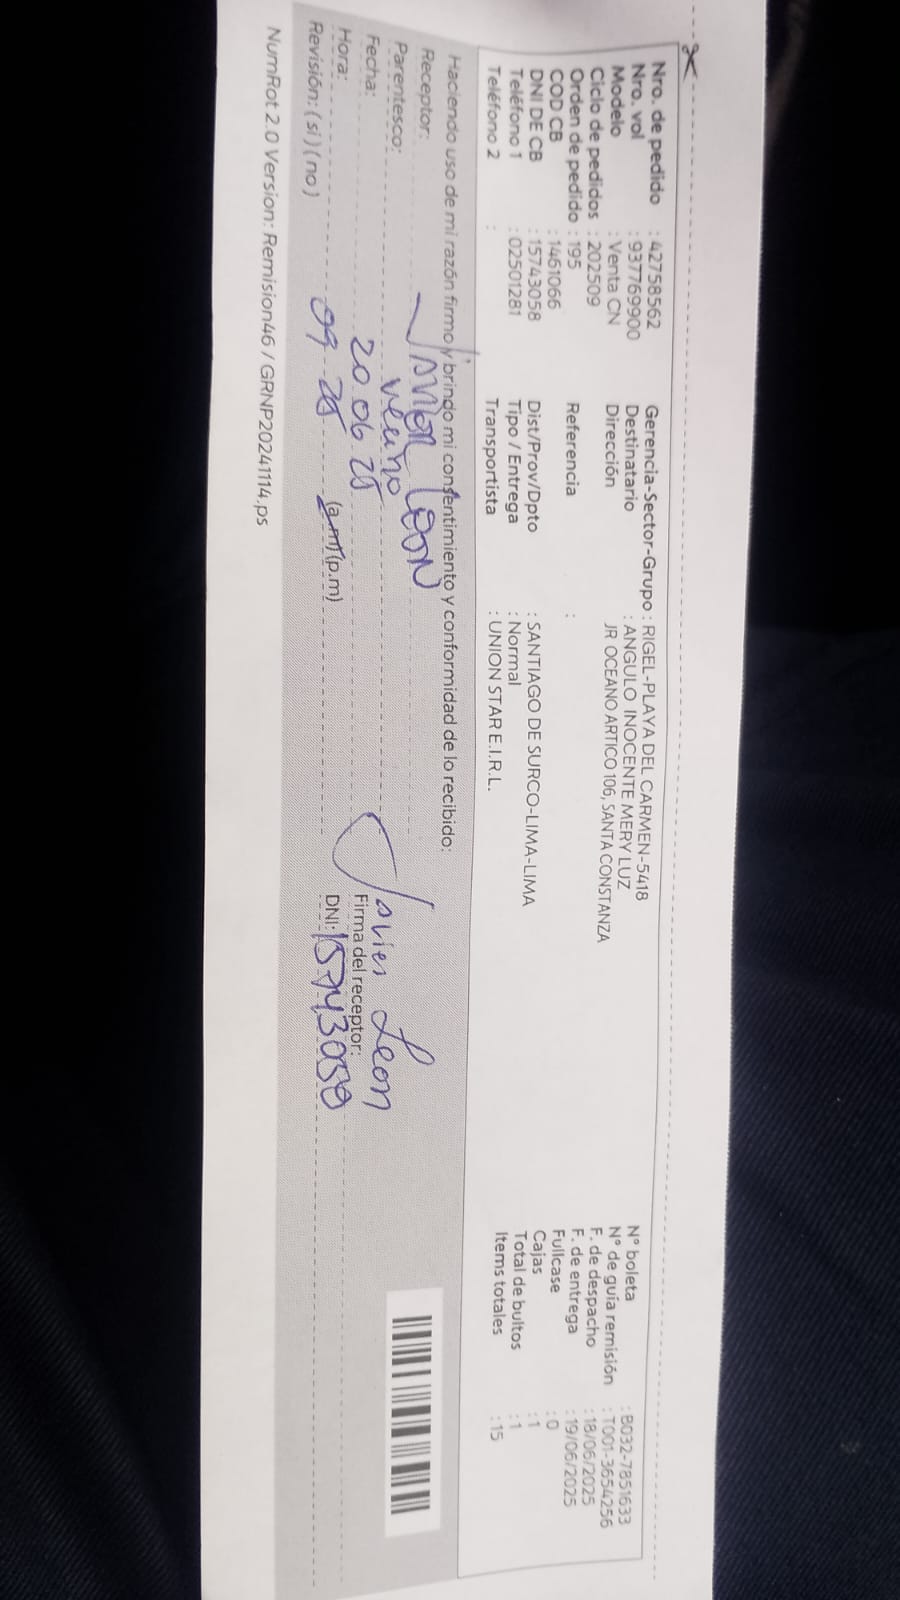 Nro. de pedido : 42758562
Nro. vol : 937769900
Modelo : Venta CN
Ciclo de pedidos : 202509
Orden de pedido : 195
COD CB : 1461066
DNI DE CB : 15743058
Teléfono 1 : 02501281
Teléfono 2 :
Gerencia-Sector-Grupo : RIGEL-PLAYA DEL CARMEN-5418
Destinatario : ANGULO INOCENTE MERY LUZ
Dirección JR OCEANO ARTICO 106, SANTA CONSTANZA
Referencia :
Dist/Prov/Dpto : SANTIAGO DE SURCO-LIMA-LIMA
Tipo / Entrega : Normal
Transportista : UNION STAR E.I.R.L.
N° boleta : B032-7851633
N° de guía remisión : T001-3654256
F. de despacho : 18/06/2025
F. de entrega : 19/06/2025
Fullcase : 0
Cajas : 1
Total de bultos : 1
Items totales : 15
Haciendo uso de mi razón firmo y brindo mi consentimiento y conformidad de lo recibido:
Receptor: Leon
Parentesco: vecino
Fecha: 20 06 25
Hora: 09 25 (a.m) (p.m)
Revisión: (si) (no)
Javier Leon
Firma del receptor:
DNI: 15743058
NumRot 2.0 Version: Remision46 / GRNP20241114.ps